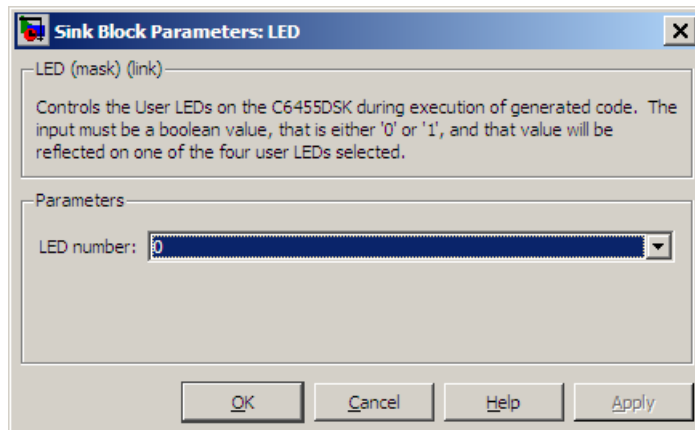 Sink Block Parameters: LED
LED (mask) (link)
Controls the User LEDs on the C6455DSK during execution of generated code. The
input must be a boolean value, that is either '0' or '1', and that value will be
reflected on one of the four user LEDs selected.
Parameters
LED number: 0
OK Cancel Help Apply